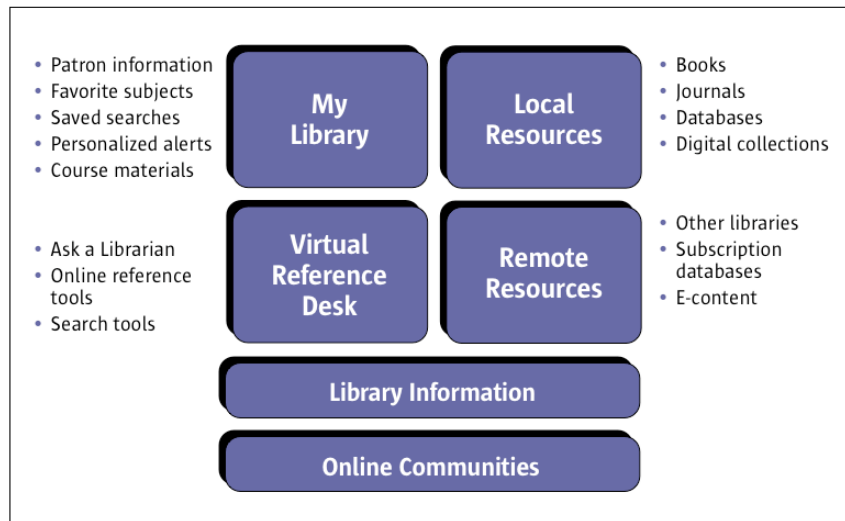 • Patron information
• Favorite subjects
• Saved searches
• Personalized alerts
• Course materials
My
Library
Local
Resources
• Books
• Journals
• Databases
• Digital collections
• Ask a Librarian
• Online reference
tools
• Search tools
Virtual
Reference
Desk
Remote
Resources
• Other libraries
• Subscription
databases
• E-content
Library Information
Online Communities